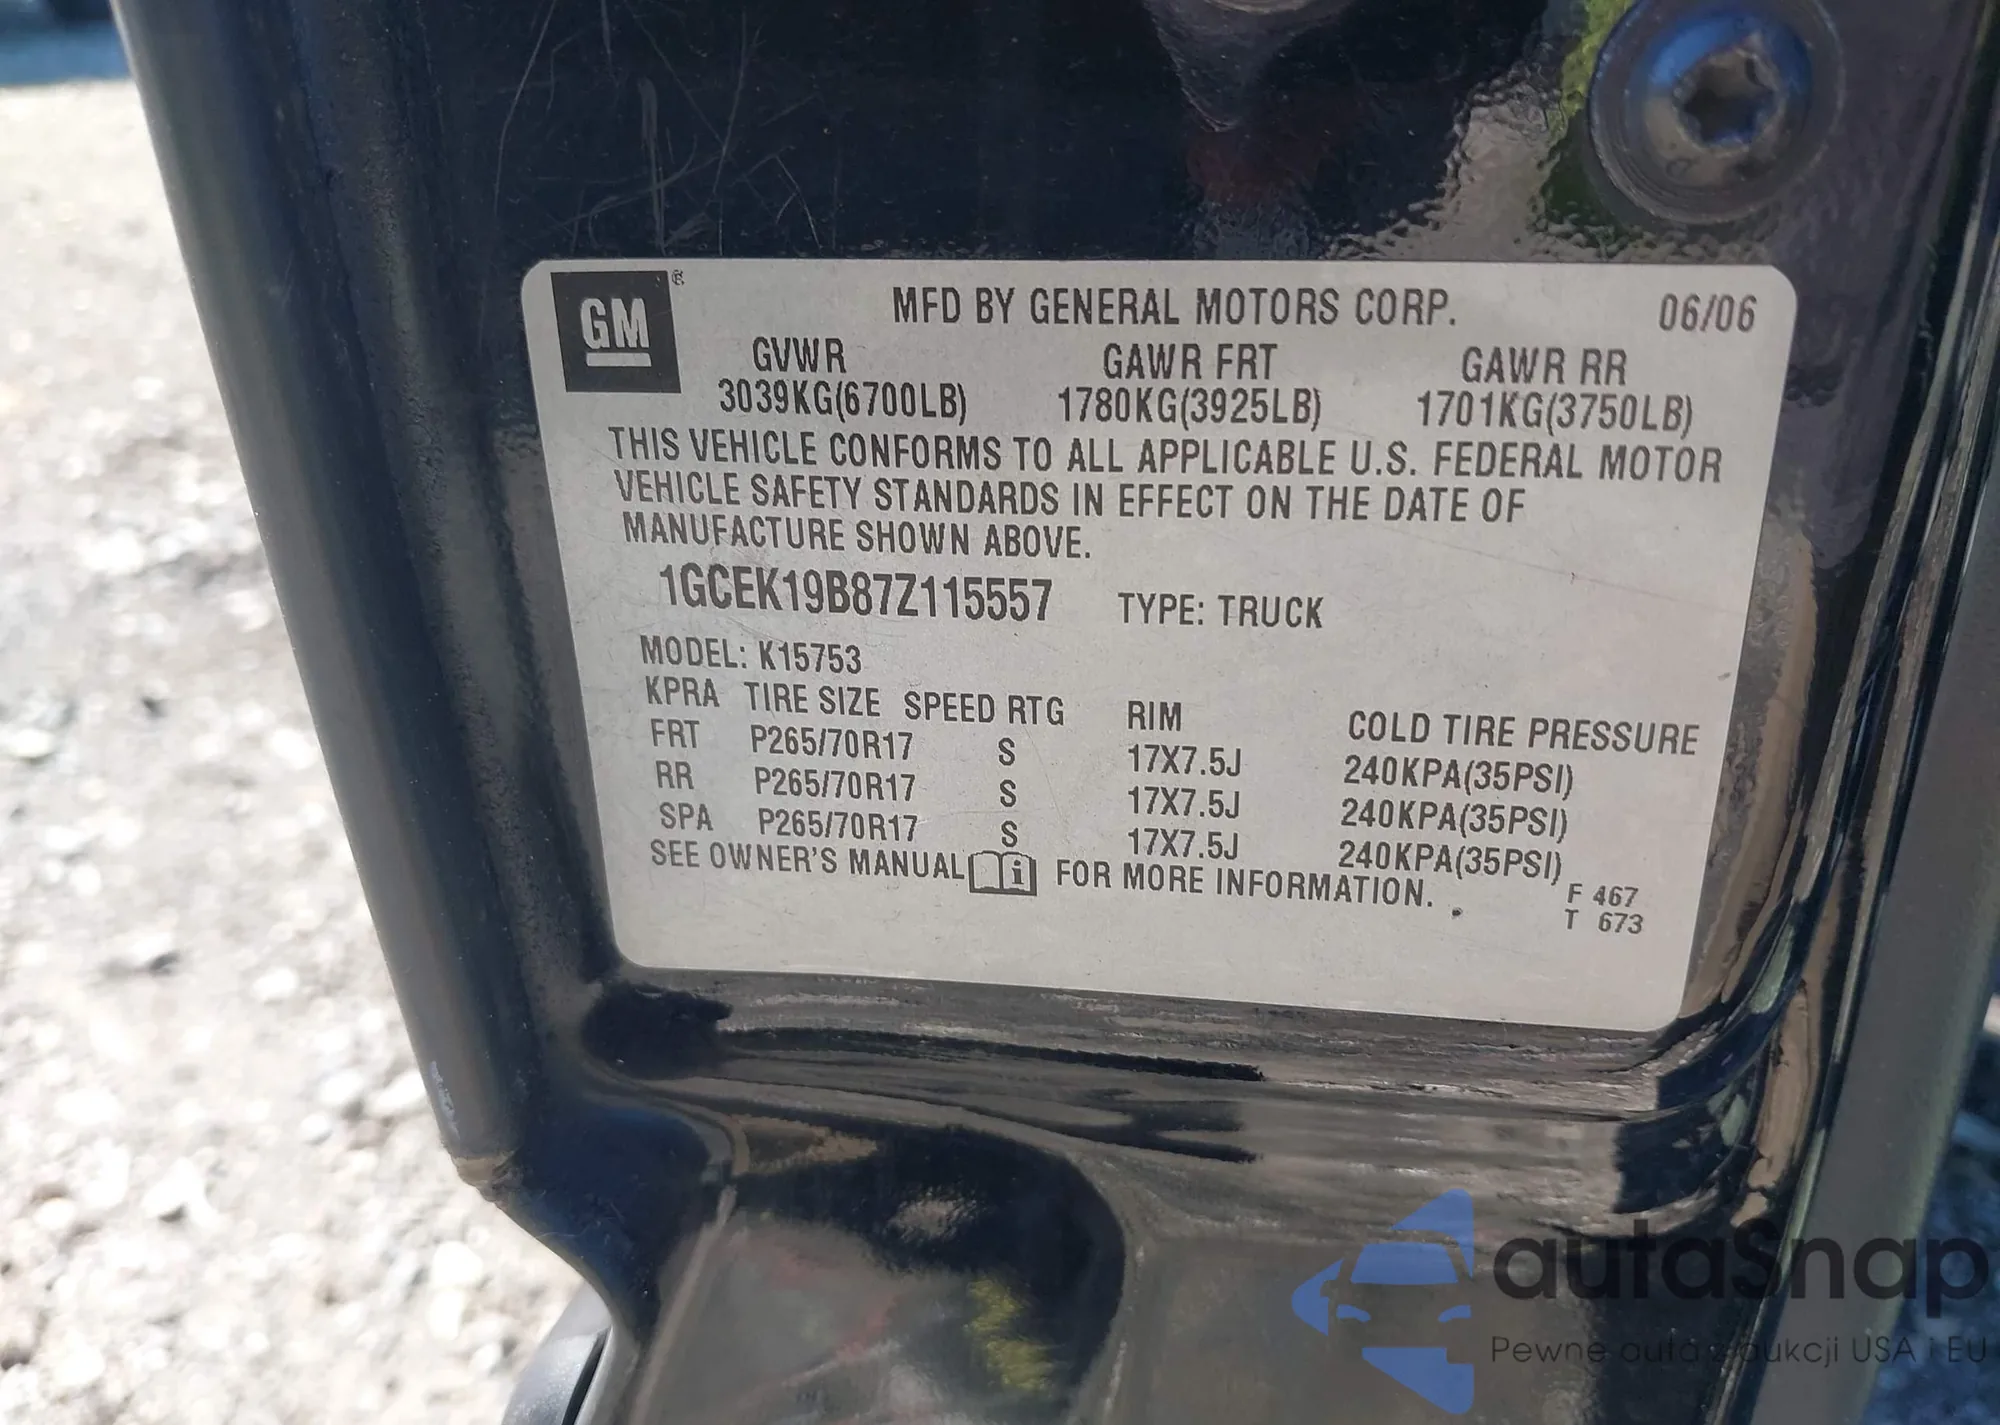 GM ®
MFD BY GENERAL MOTORS CORP. 06/06
GVWR GAWR FRT GAWR RR
3039KG(6700LB) 1780KG(3925LB) 1701KG(3750LB)
THIS VEHICLE CONFORMS TO ALL APPLICABLE U.S. FEDERAL MOTOR
VEHICLE SAFETY STANDARDS IN EFFECT ON THE DATE OF
MANUFACTURE SHOWN ABOVE.
1GCEK19B87Z115557 TYPE: TRUCK
MODEL: K15753
KPRA TIRE SIZE SPEED RTG RIM COLD TIRE PRESSURE
FRT P265/70R17 S 17X7.5J 240KPA(35PSI)
RR P265/70R17 S 17X7.5J 240KPA(35PSI)
SPA P265/70R17 S 17X7.5J 240KPA(35PSI)
SEE OWNER'S MANUAL i FOR MORE INFORMATION.
F 467
T 673
autaSnap
Pewne auta z aukcji USA i EU